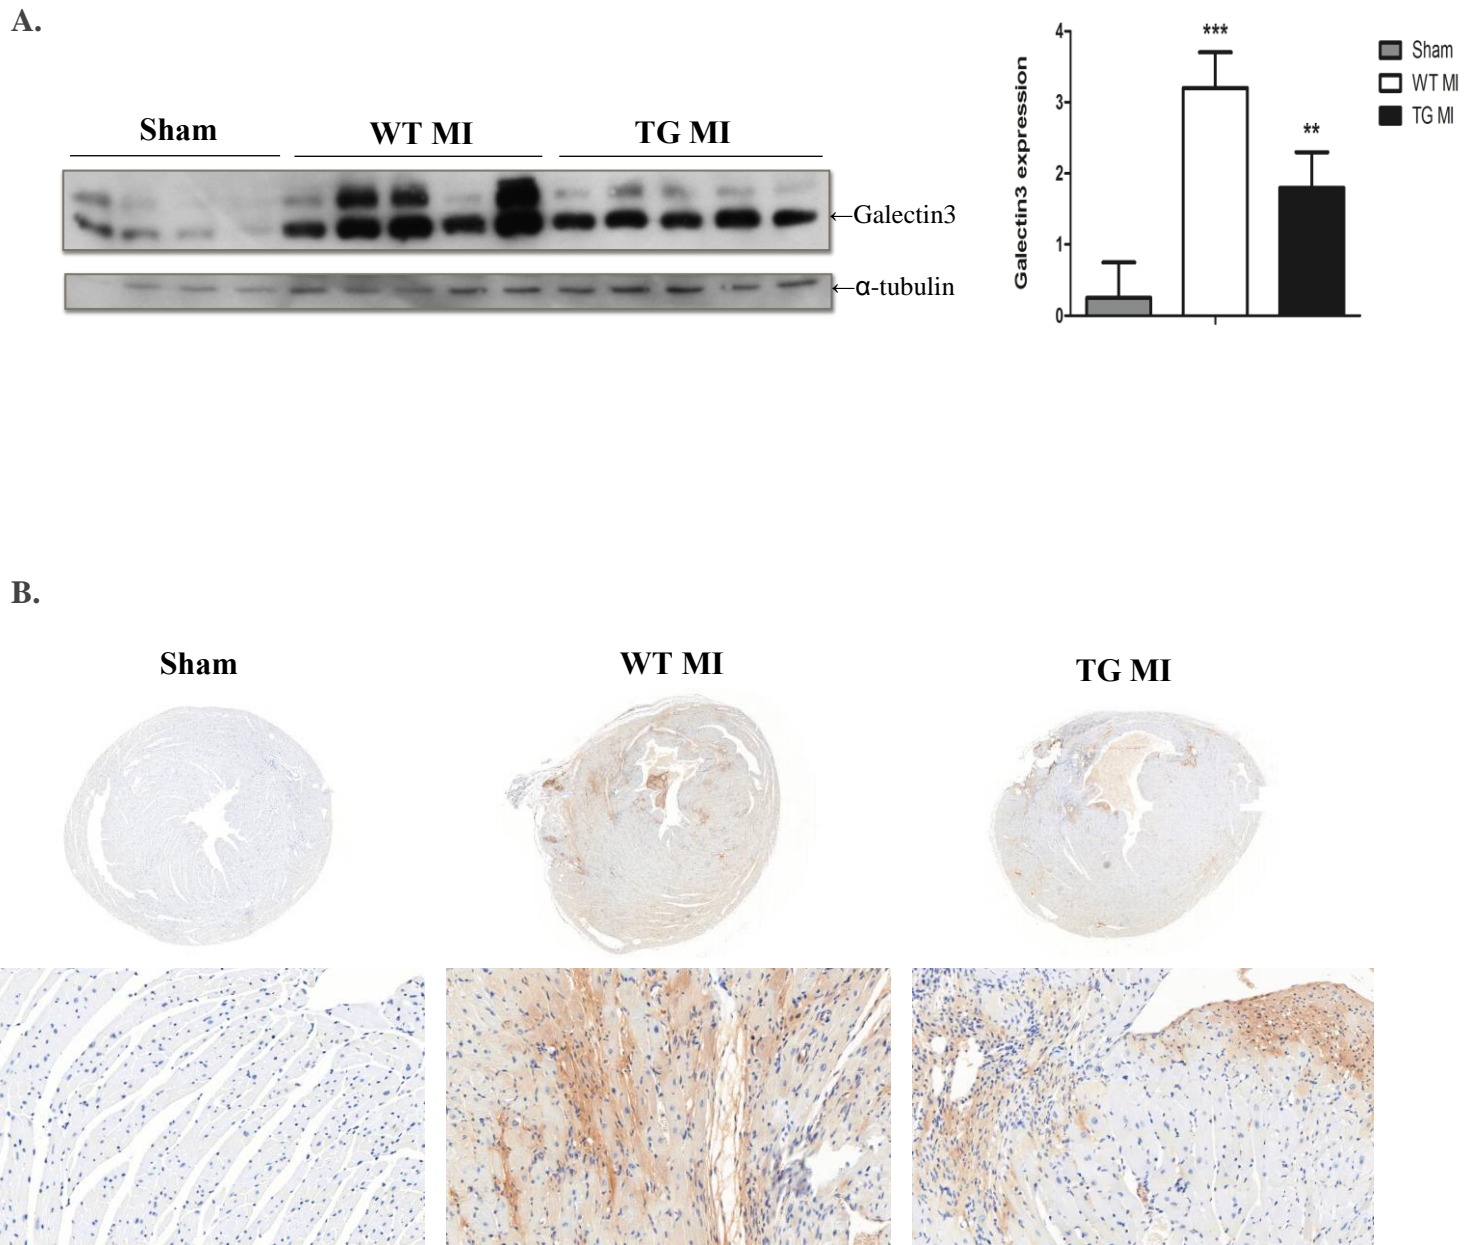 A.
Sham
WT MI
TG MI
←Galectin3
←α-tubulin
Galectin3 expression
4
3
2
1
0
***
**
Sham
WT MI
TG MI
B.
Sham
WT MI
TG MI